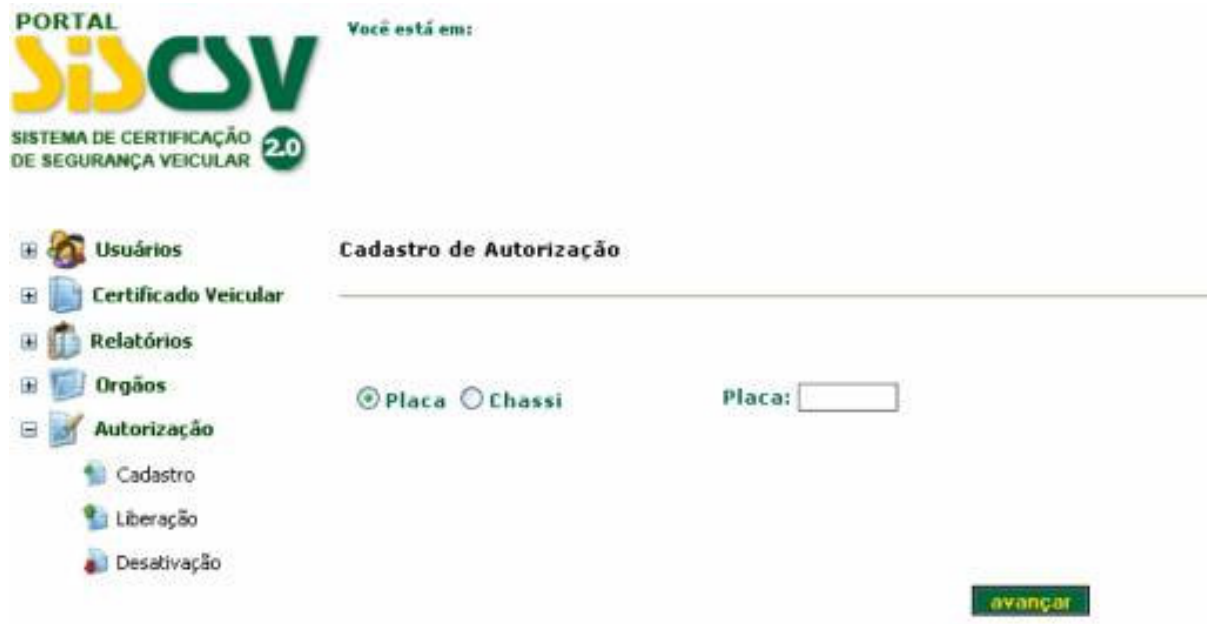 PORTAL
SiSCSV
SISTEMA DE CERTIFICAÇÃO
DE SEGURANÇA VEICULAR
2.0
Você está em:
Usuários
Certificado Veicular
Relatórios
Orgãos
Autorização
Cadastro
Liberação
Desativação
Cadastro de Autorização
Placa Chassi
Placa:
avançar